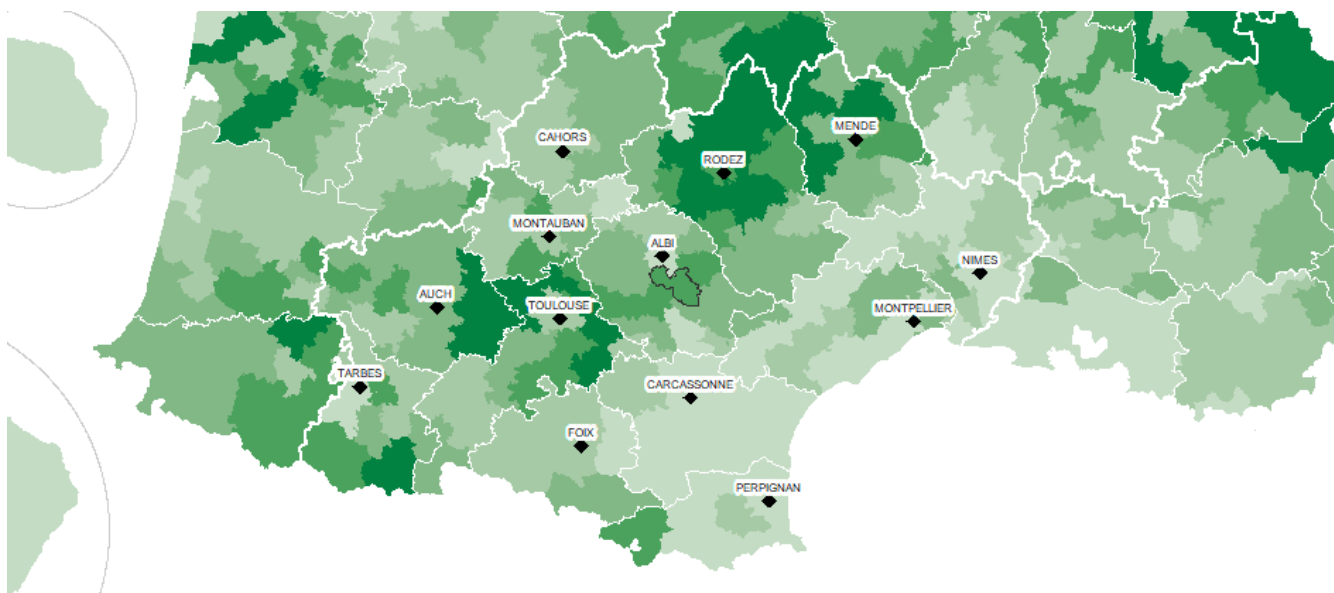 MENDE
CAHORS
RODEZ
MONTAUBAN
ALBI
NIMES
AUCH
TOULOUSE
MONTPELLIER
TARBES
CARCASSONNE
FOIX
PERPIGNAN